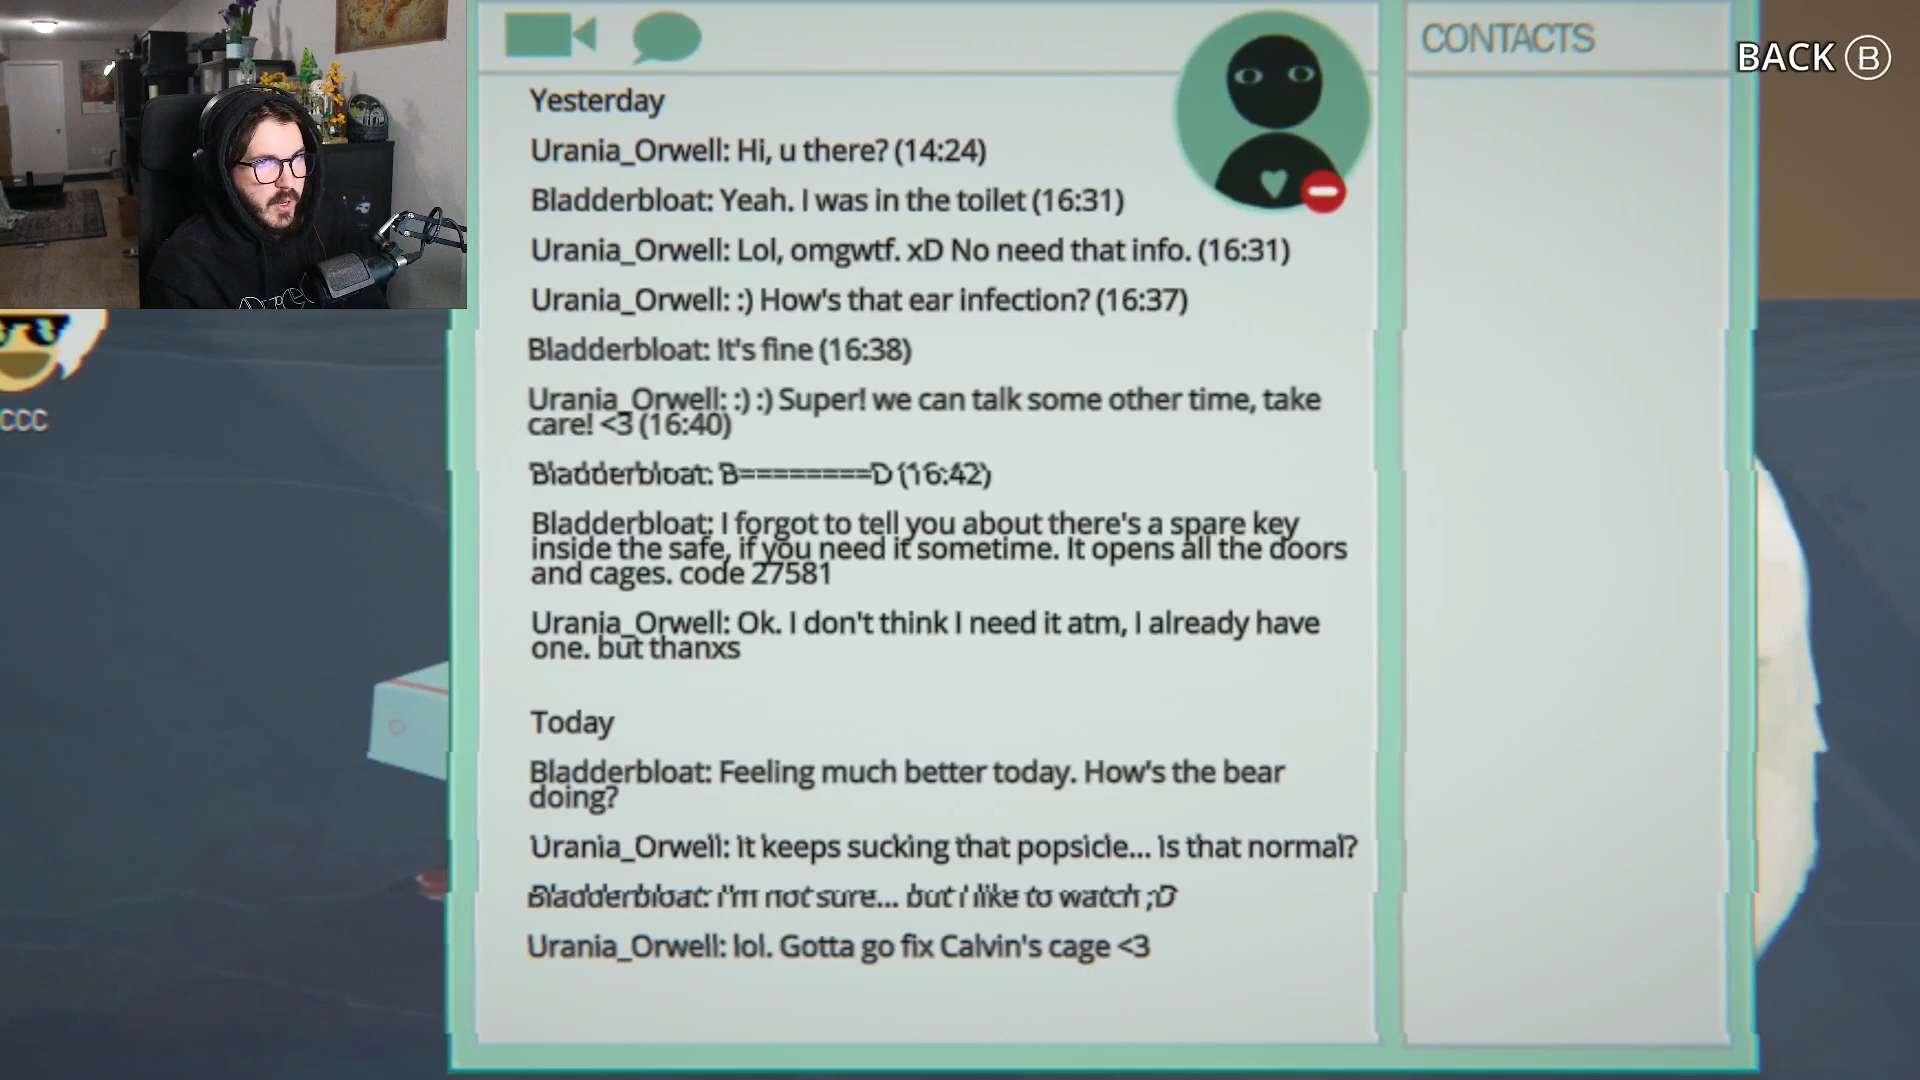 CONTACTS
BACK B
Yesterday
Urania_Orwell: Hi, u there? (14:24)
Bladderbloat: Yeah. I was in the toilet (16:31)
Urania_Orwell: Lol, omgwtf. xD No need that info. (16:31)
Urania_Orwell: :) How's that ear infection? (16:37)
Bladderbloat: It's fine (16:38)
Urania_Orwell: :) :) Super! we can talk some other time, take
care! <3 (16:40)
Bladderbloat: B========D (16:42)
Bladderbloat: I forgot to tell you about there's a spare key
inside the safe, if you need it sometime. It opens all the doors
and cages. code 27581
Urania_Orwell: Ok. I don't think I need it atm, I already have
one. but thanxs
Today
Bladderbloat: Feeling much better today. How's the bear
doing?
Urania_Orwell: It keeps sucking that popsicle... Is that normal?
Bladderbloat: I'm not sure... but I like to watch ;D
Urania_Orwell: lol. Gotta go fix Calvin's cage <3
CCC